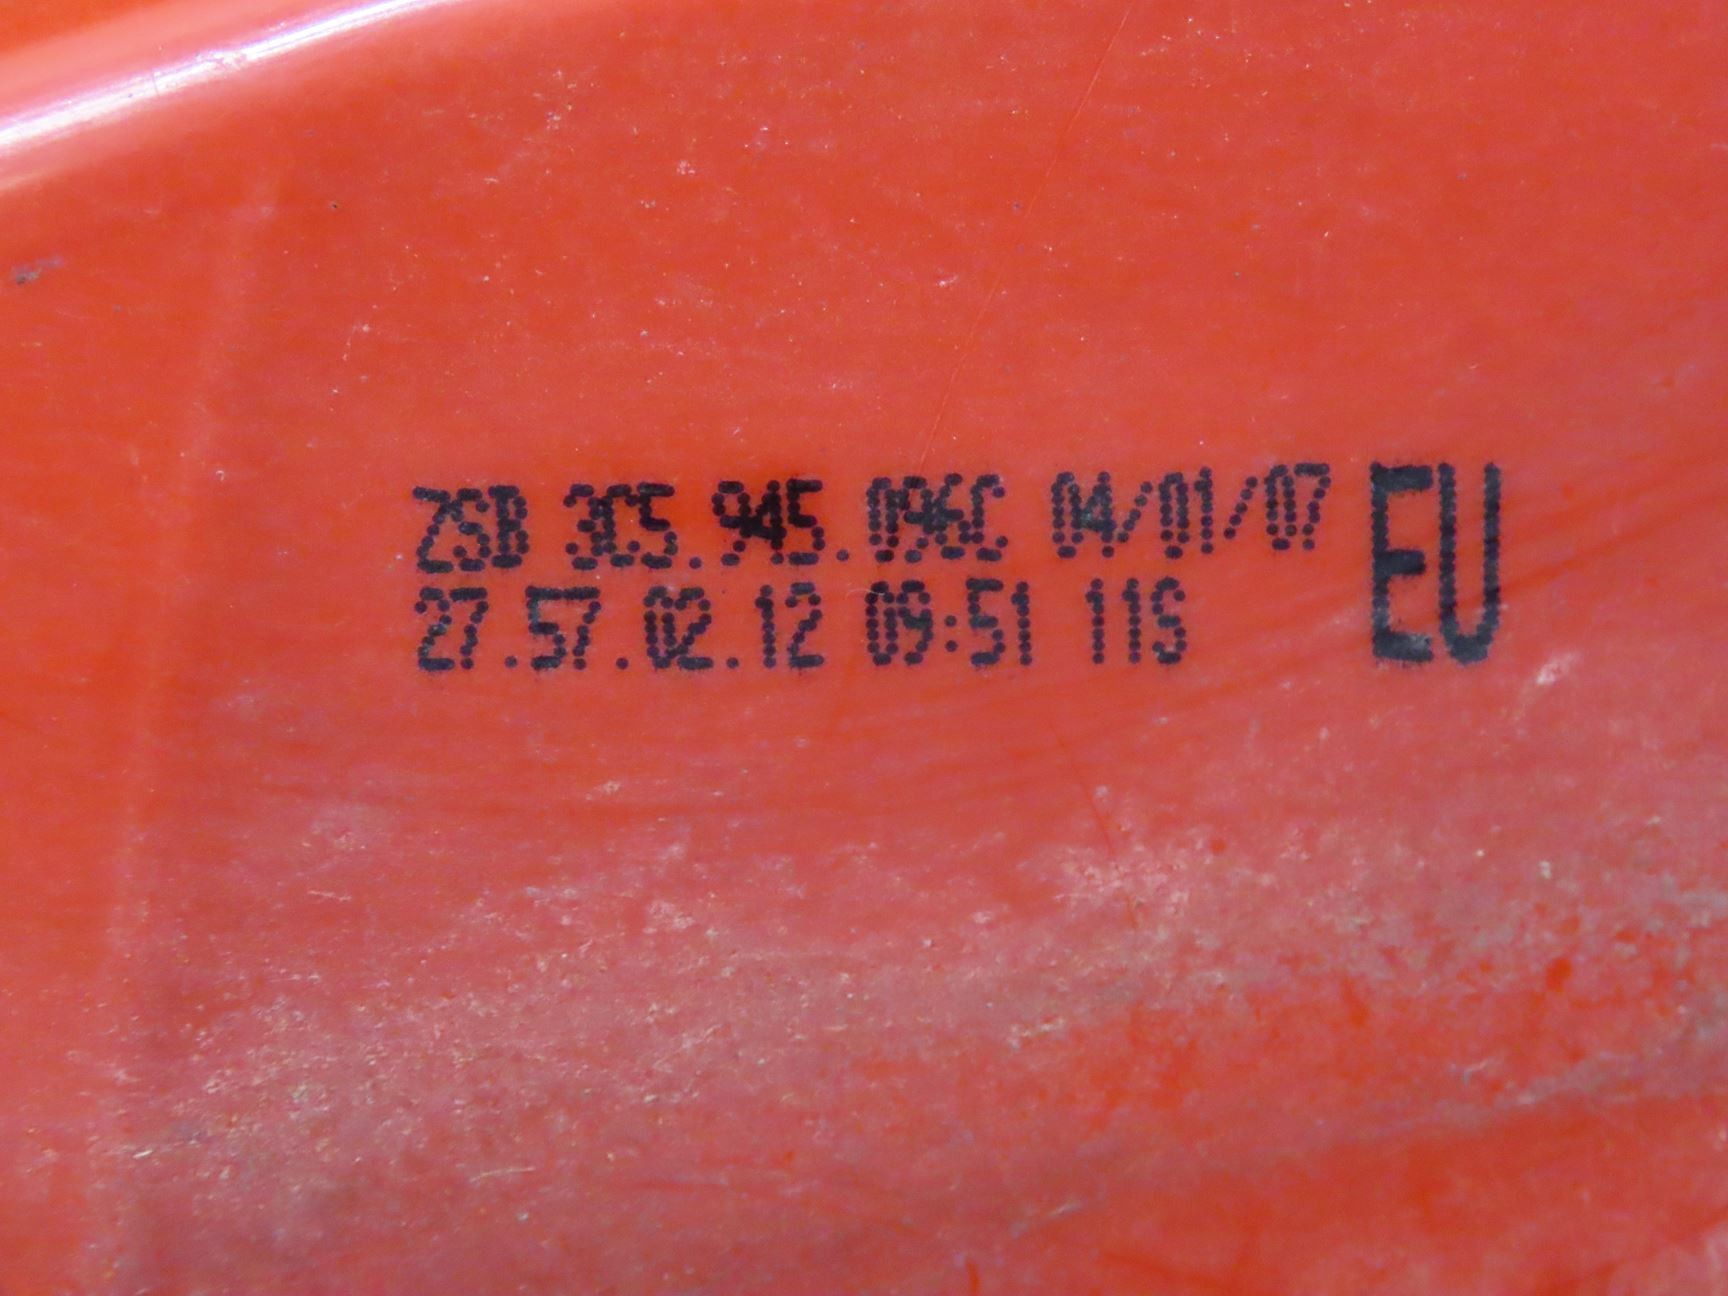 ZSB 3C5.945.096C 04/01/07 EU
27.57.02.12 09:51 11S